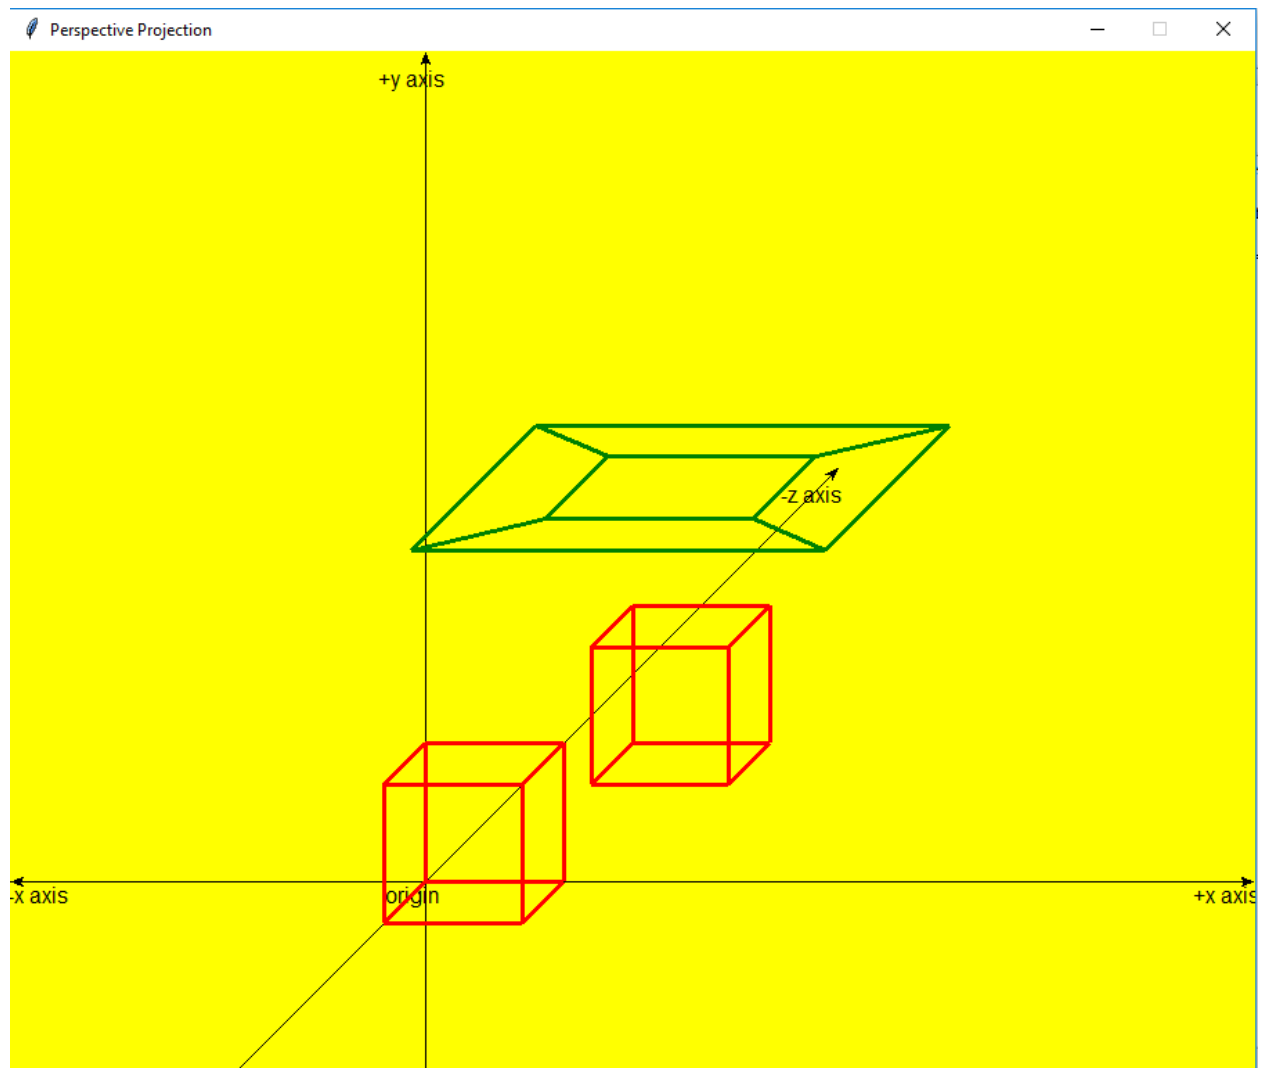 Perspective Projection
+y axis
-z axis
-x axis
origin
+x axis